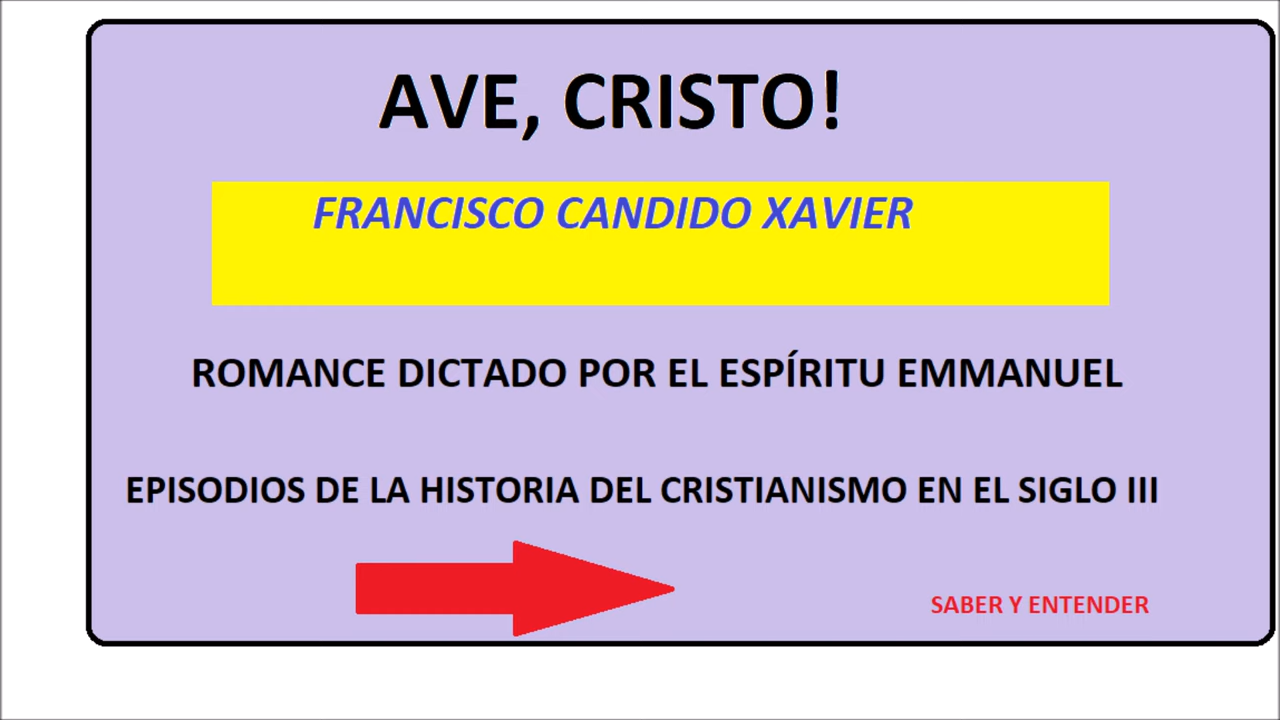 AVE, CRISTO!
FRANCISCO CANDIDO XAVIER
ROMANCE DICTADO POR EL ESPÍRITU EMMANUEL
EPISODIOS DE LA HISTORIA DEL CRISTIANISMO EN EL SIGLO III
SABER Y ENTENDER